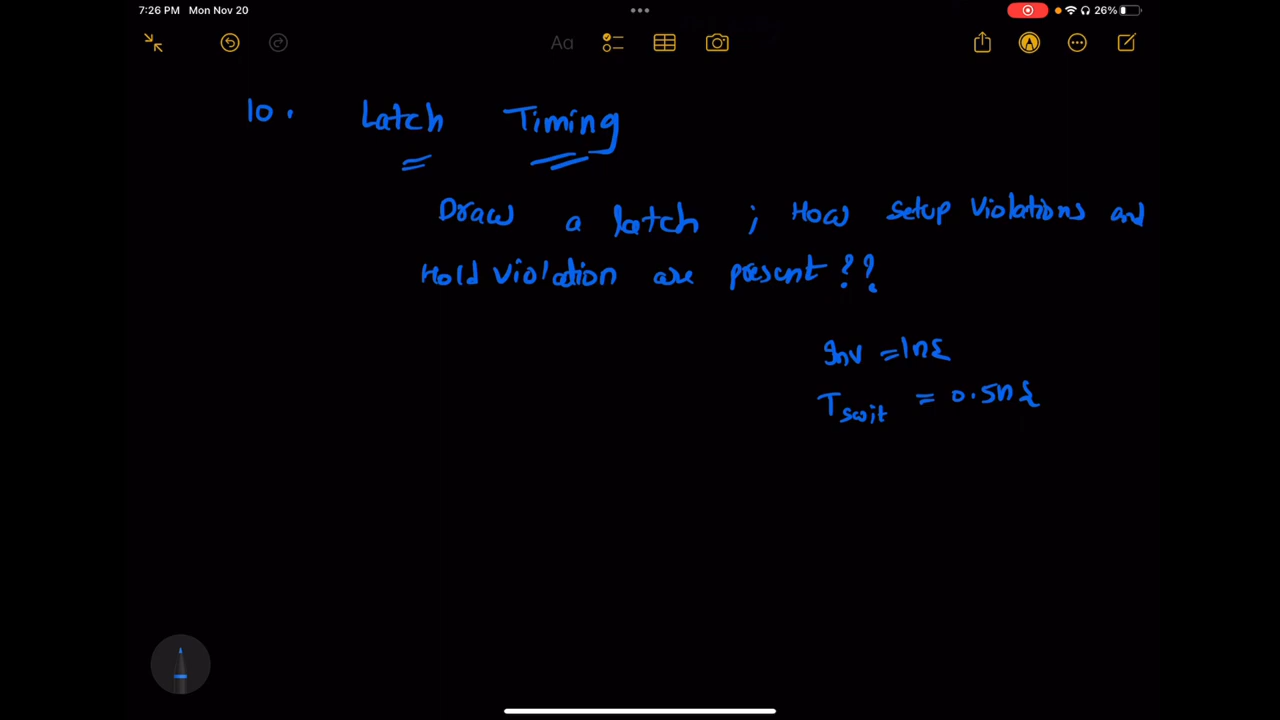 7:26 PM Mon Nov 20
26%
Aa
10. Latch Timing
Draw a latch ; How setup violations and
Hold violation are present ??
Inv = 1ns
Tswit = 0.5ns